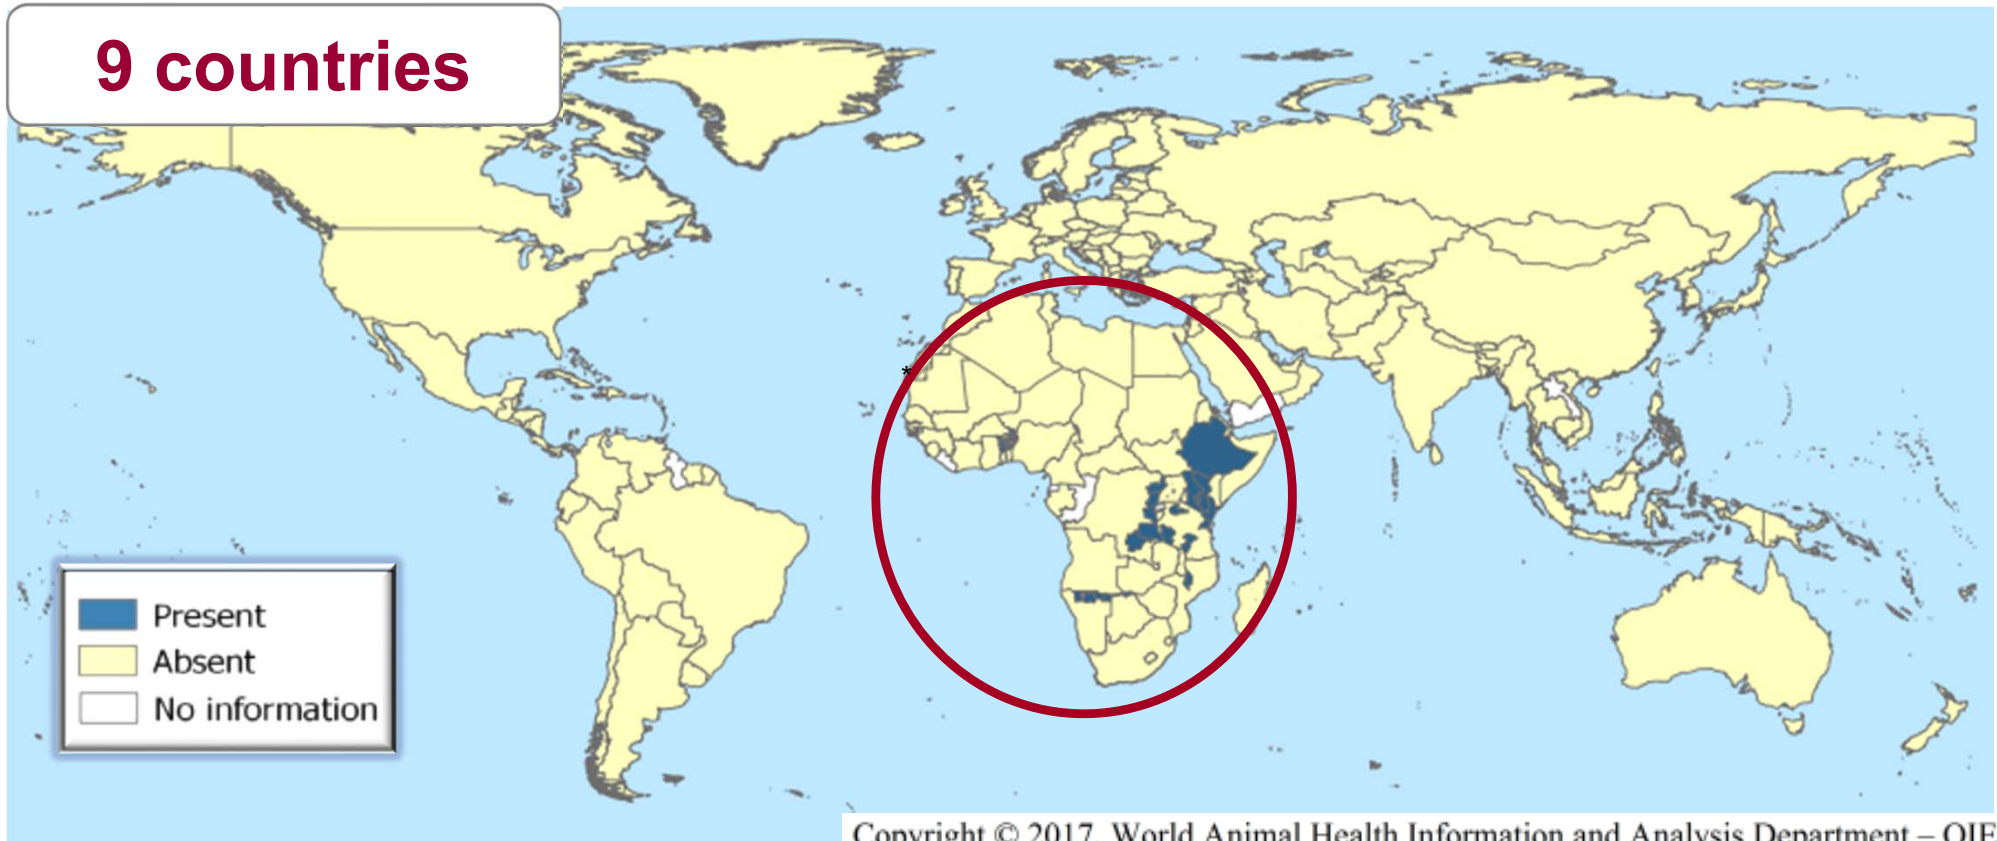 9 countries
*
Present
Absent
No information
Copyright © 2017. World Animal Health Information and Analysis Department – OIE